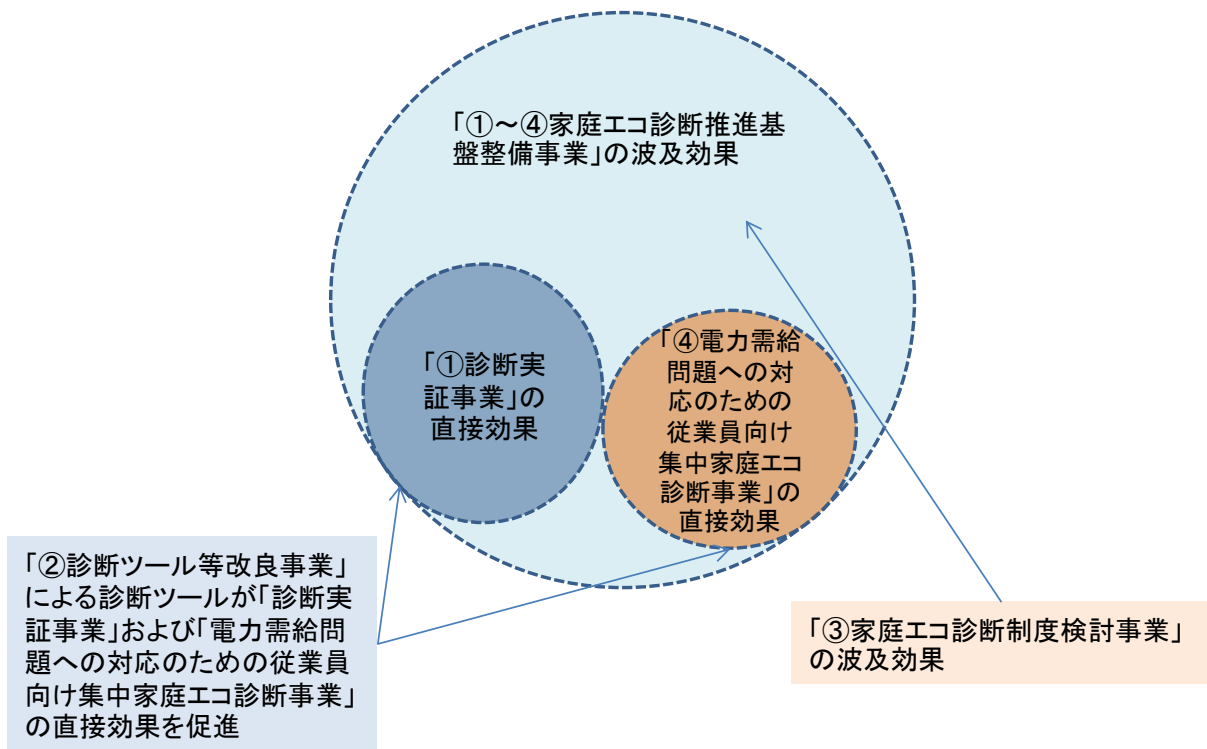 「①～④家庭エコ診断推進基
盤整備事業」の波及効果
「①診断実
証事業」の
直接効果
「④電力需給
問題への対
応のための
従業員向け
集中家庭エコ
診断事業」の
直接効果
「②診断ツール等改良事業」
による診断ツールが「診断実
証事業」および「電力需給問
題への対応のための従業員
向け集中家庭エコ診断事業」
の直接効果を促進
「③家庭エコ診断制度検討事業」
の波及効果